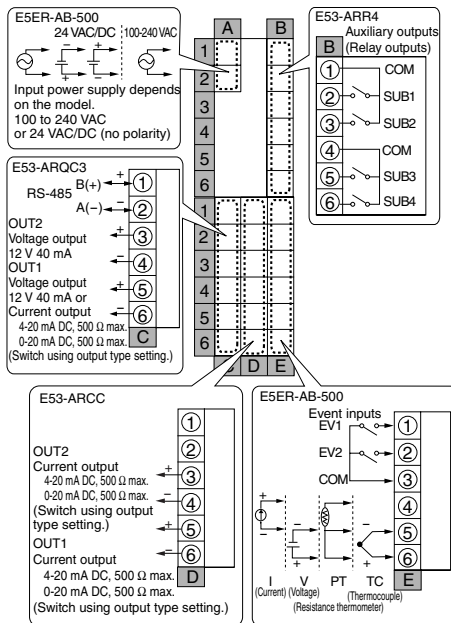 E5ER-AB-500
24 VAC/DC
100-240 VAC
Input power supply depends
on the model.
100 to 240 VAC
or 24 VAC/DC (no polarity)
A
B
1
2
3
4
5
6
1
2
3
4
5
6
C
D
E
E53-ARR4
Auxiliary outputs
(Relay outputs)
B
1 COM
2 SUB1
3 SUB2
4 COM
5 SUB3
6 SUB4
E53-ARQC3
RS-485
B(+) + 1
A(−) − 2
OUT2
Voltage output
12 V 40 mA
+ 3
− 4
OUT1
Voltage output
12 V 40 mA or
Current output
+ 5
− 6
4-20 mA DC, 500 Ω max.
0-20 mA DC, 500 Ω max.
C
(Switch using output type setting.)
E53-ARCC
1
2
OUT2
Current output
4-20 mA DC, 500 Ω max.
0-20 mA DC, 500 Ω max.
+ 3
− 4
(Switch using output
type setting.)
+ 5
− 6
OUT1
Current output
4-20 mA DC, 500 Ω max.
0-20 mA DC, 500 Ω max.
D
(Switch using output type setting.)
E5ER-AB-500
Event inputs
EV1 1
EV2 2
COM 3
4
5
6
E
+ −
− +
− +
I V PT TC
(Current) (Voltage) (Thermocouple)
(Resistance thermometer)